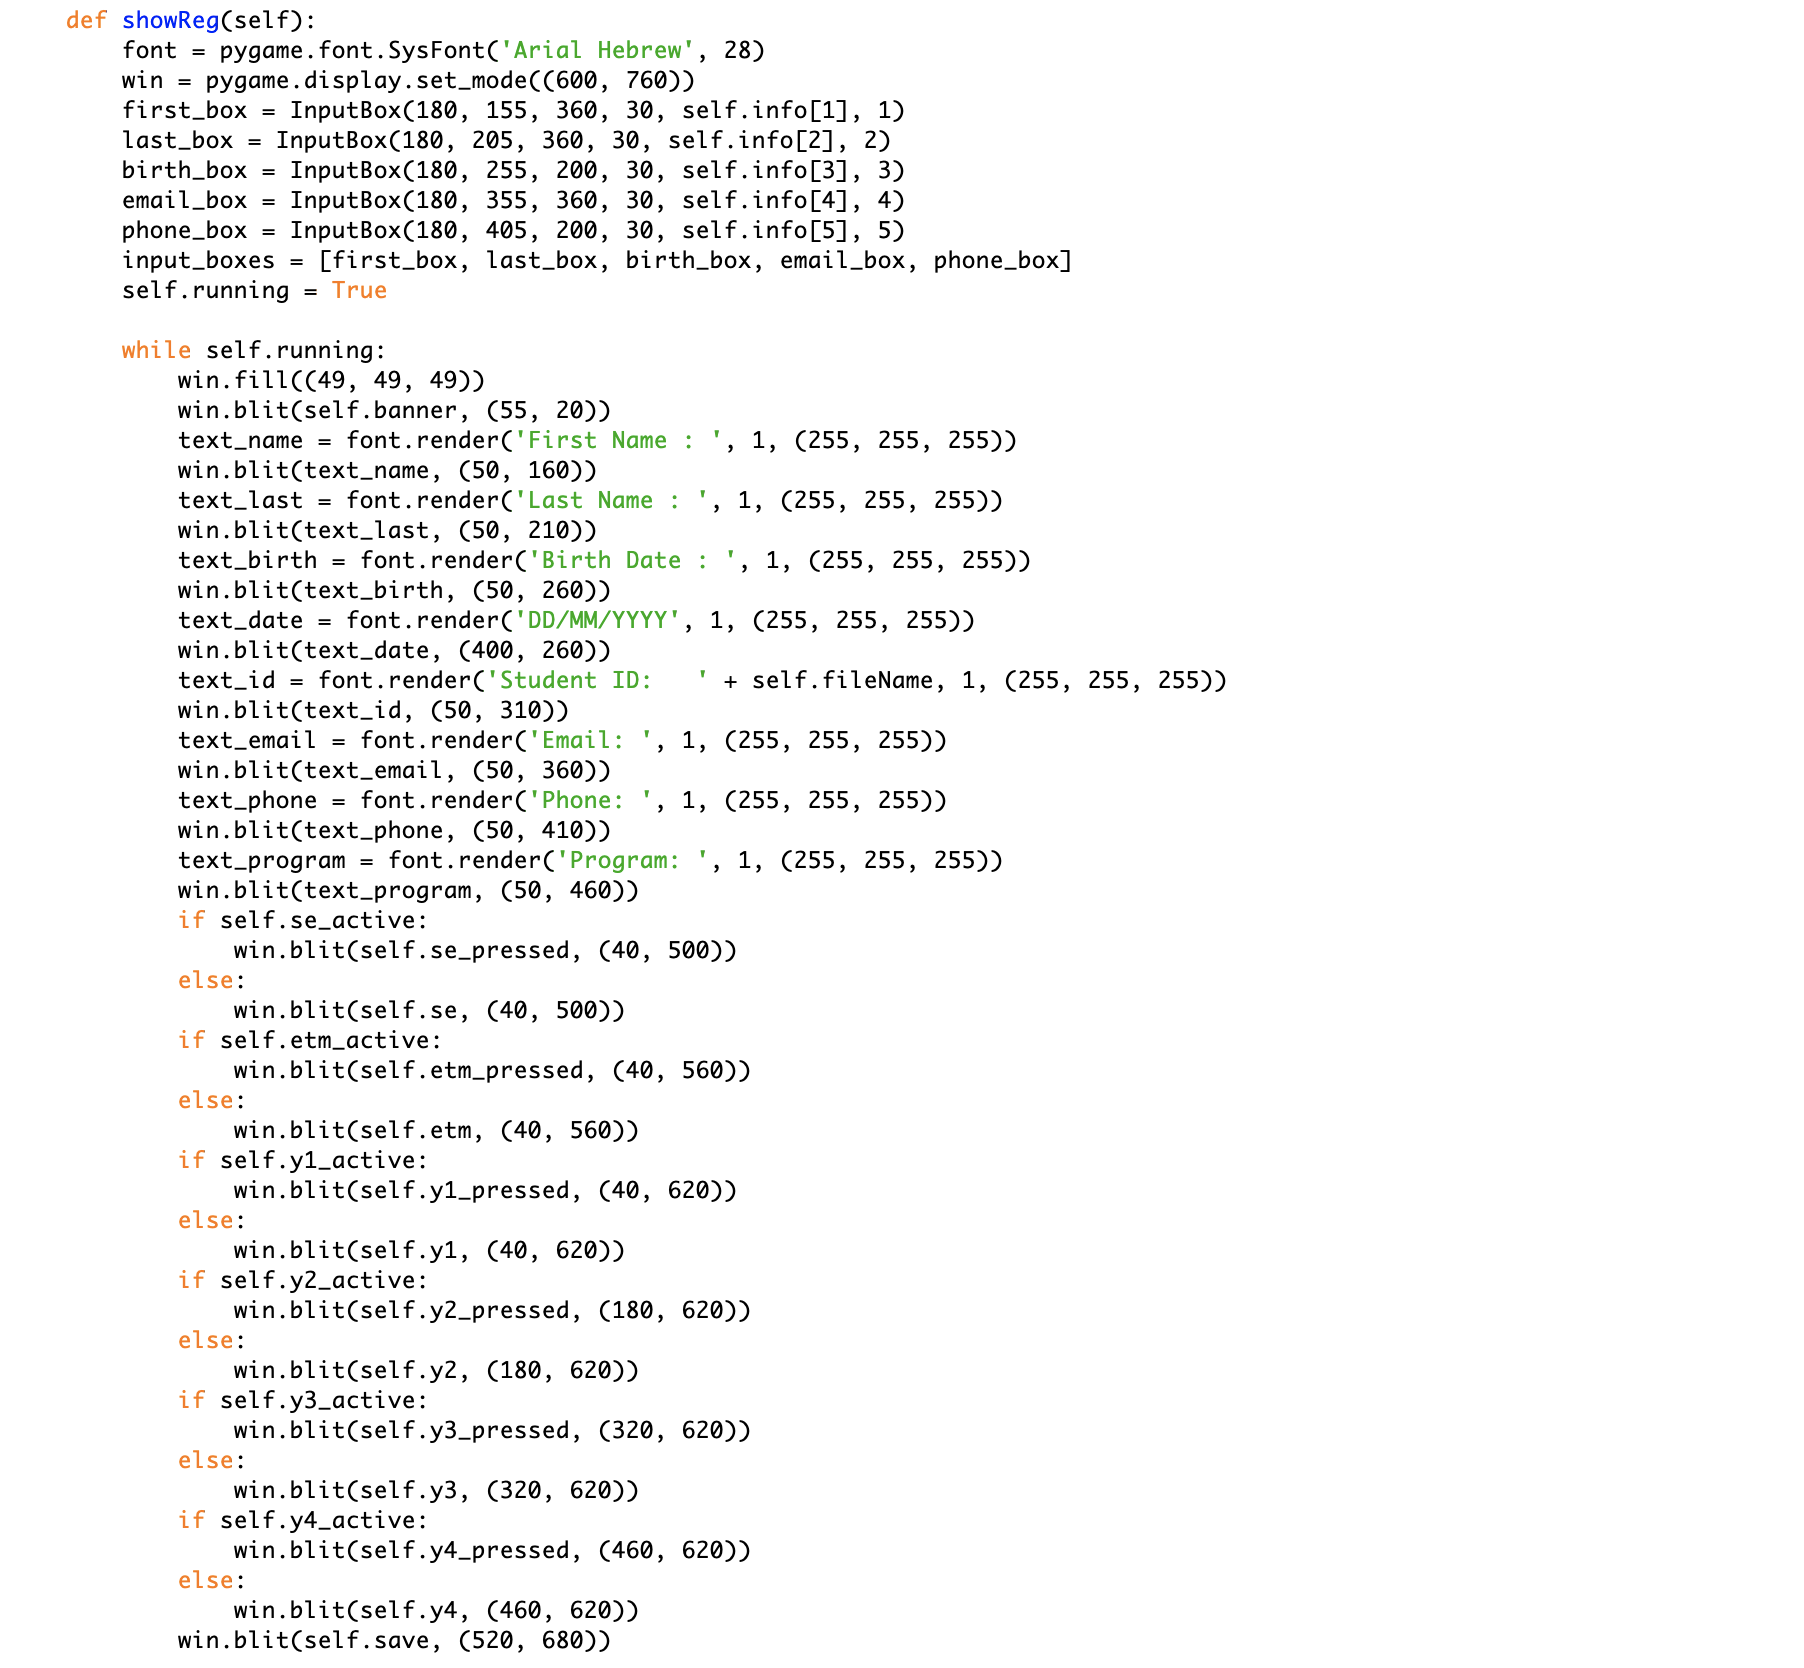 def showReg(self):
    font = pygame.font.SysFont('Arial Hebrew', 28)
    win = pygame.display.set_mode((600, 760))
    first_box = InputBox(180, 155, 360, 30, self.info[1], 1)
    last_box = InputBox(180, 205, 360, 30, self.info[2], 2)
    birth_box = InputBox(180, 255, 200, 30, self.info[3], 3)
    email_box = InputBox(180, 355, 360, 30, self.info[4], 4)
    phone_box = InputBox(180, 405, 200, 30, self.info[5], 5)
    input_boxes = [first_box, last_box, birth_box, email_box, phone_box]
    self.running = True

    while self.running:
        win.fill((49, 49, 49))
        win.blit(self.banner, (55, 20))
        text_name = font.render('First Name : ', 1, (255, 255, 255))
        win.blit(text_name, (50, 160))
        text_last = font.render('Last Name : ', 1, (255, 255, 255))
        win.blit(text_last, (50, 210))
        text_birth = font.render('Birth Date : ', 1, (255, 255, 255))
        win.blit(text_birth, (50, 260))
        text_date = font.render('DD/MM/YYYY', 1, (255, 255, 255))
        win.blit(text_date, (400, 260))
        text_id = font.render('Student ID:   ' + self.fileName, 1, (255, 255, 255))
        win.blit(text_id, (50, 310))
        text_email = font.render('Email: ', 1, (255, 255, 255))
        win.blit(text_email, (50, 360))
        text_phone = font.render('Phone: ', 1, (255, 255, 255))
        win.blit(text_phone, (50, 410))
        text_program = font.render('Program: ', 1, (255, 255, 255))
        win.blit(text_program, (50, 460))
        if self.se_active:
            win.blit(self.se_pressed, (40, 500))
        else:
            win.blit(self.se, (40, 500))
        if self.etm_active:
            win.blit(self.etm_pressed, (40, 560))
        else:
            win.blit(self.etm, (40, 560))
        if self.y1_active:
            win.blit(self.y1_pressed, (40, 620))
        else:
            win.blit(self.y1, (40, 620))
        if self.y2_active:
            win.blit(self.y2_pressed, (180, 620))
        else:
            win.blit(self.y2, (180, 620))
        if self.y3_active:
            win.blit(self.y3_pressed, (320, 620))
        else:
            win.blit(self.y3, (320, 620))
        if self.y4_active:
            win.blit(self.y4_pressed, (460, 620))
        else:
            win.blit(self.y4, (460, 620))
        win.blit(self.save, (520, 680))